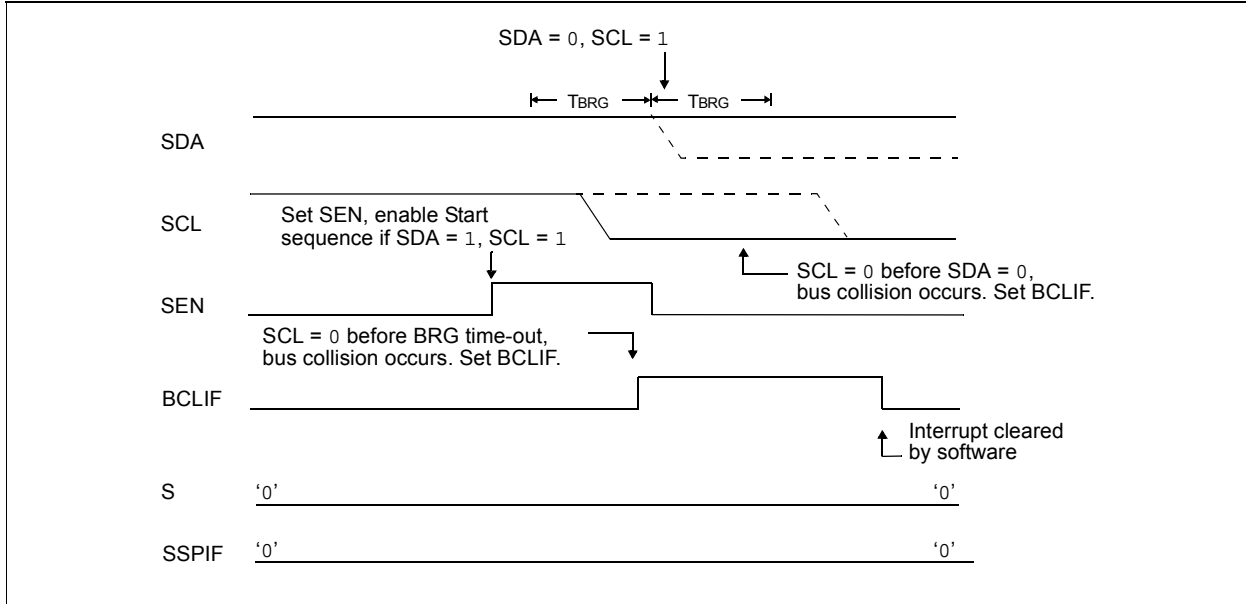 SDA = 0, SCL = 1
TBRG TBRG
SDA
SCL
Set SEN, enable Start
sequence if SDA = 1, SCL = 1
SCL = 0 before SDA = 0,
bus collision occurs. Set BCLIF.
SEN
SCL = 0 before BRG time-out,
bus collision occurs. Set BCLIF.
BCLIF
Interrupt cleared
by software
S ‘0’ ‘0’
SSPIF ‘0’ ‘0’